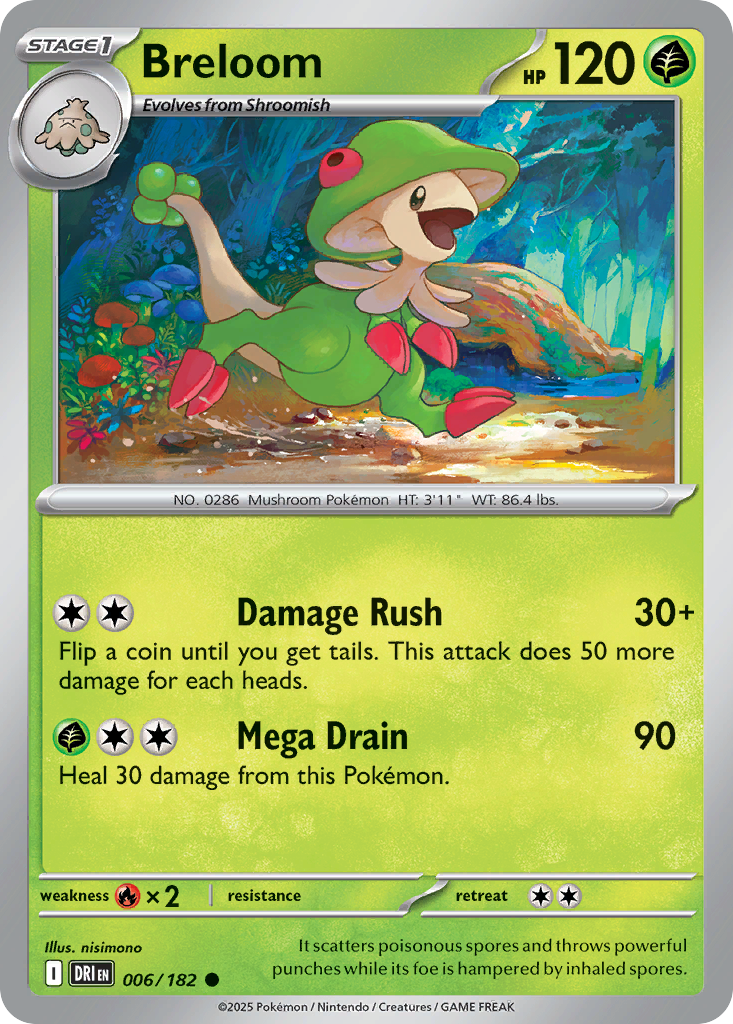 STAGE1
Breloom
HP 120
Evolves from Shroomish
NO. 0286 Mushroom Pokémon HT: 3'11" WT: 86.4 lbs.
Damage Rush 30+
Flip a coin until you get tails. This attack does 50 more
damage for each heads.
Mega Drain 90
Heal 30 damage from this Pokémon.
weakness ×2 resistance retreat
Illus. nisimono
It scatters poisonous spores and throws powerful
punches while its foe is hampered by inhaled spores.
I DRI EN 006/182
©2025 Pokémon / Nintendo / Creatures / GAME FREAK